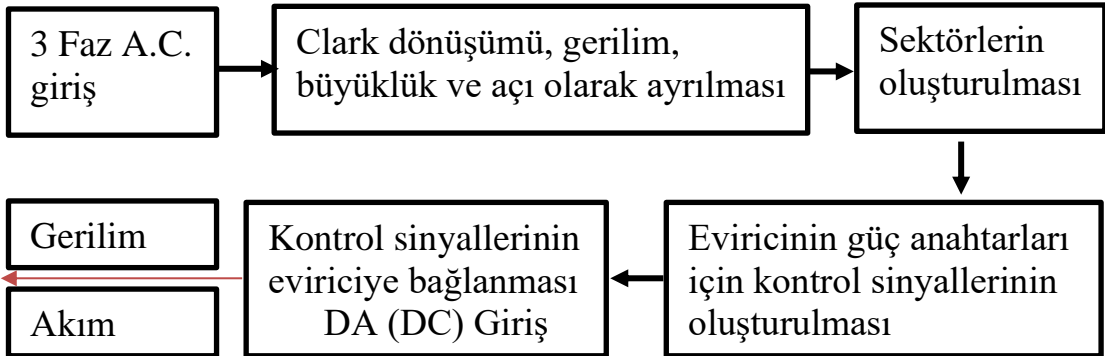 3 Faz A.C.
giriş
Clark dönüşümü, gerilim,
büyüklük ve açı olarak ayrılması
Sektörlerin
oluşturulması
Eviricinin güç anahtarları
için kontrol sinyallerinin
oluşturulması
Kontrol sinyallerinin
eviriciye bağlanması
DA (DC) Giriş
Gerilim
Akım